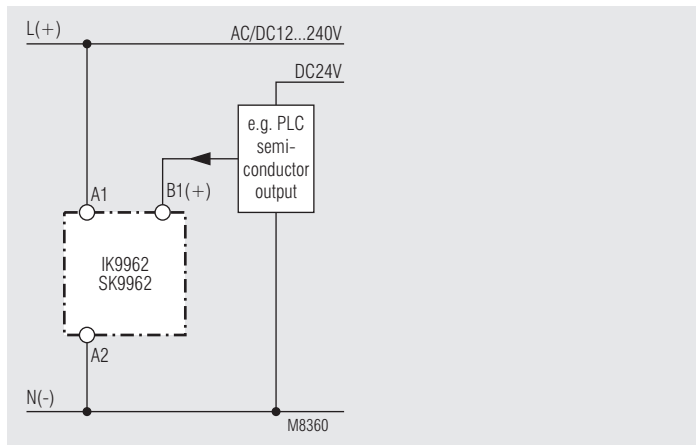 L(+)
AC/DC12...240V
DC24V
e.g. PLC
semi-
conductor
output
A1
B1(+)
IK9962
SK9962
A2
N(-)
M8360